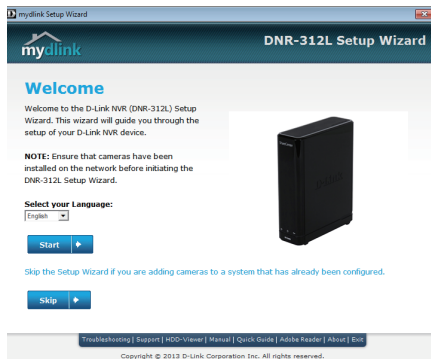 mydlink Setup Wizard
mydlink
DNR-312L Setup Wizard
Welcome
Welcome to the D-Link NVR (DNR-312L) Setup
Wizard. This wizard will guide you through the
setup of your D-Link NVR device.
NOTE: Ensure that cameras have been
installed on the network before initiating the
DNR-312L Setup Wizard.
Select your Language:
English
Start
Skip the Setup Wizard if you are adding cameras to a system that has already been configured.
Skip
Troubleshooting | Support | HDD-Viewer | Manual | Quick Guide | Adobe Reader | About | Exit
Copyright © 2013 D-Link Corporation Inc. All rights reserved.